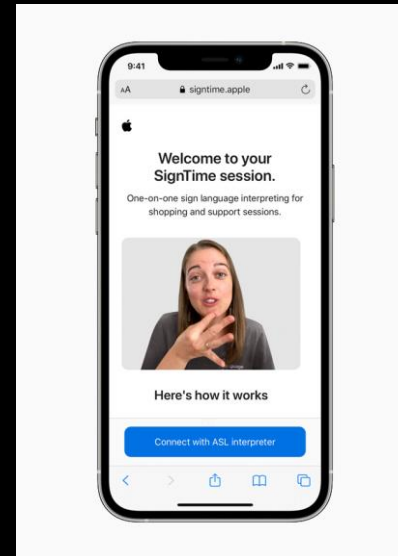 9:41
AA
signtime.apple
Welcome to your
SignTime session.
One-on-one sign language interpreting for
shopping and support sessions.
Here's how it works
Connect with ASL interpreter